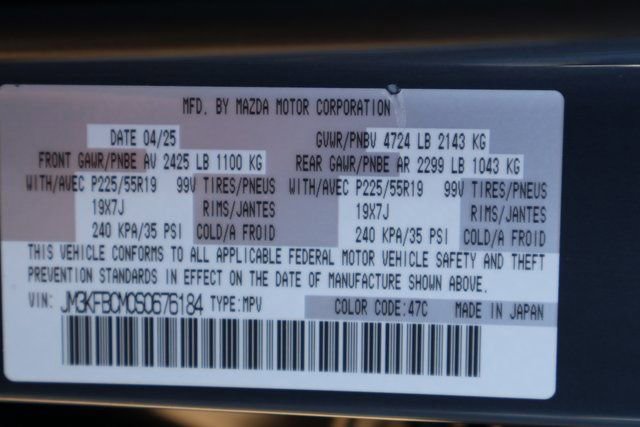 MFD. BY MAZDA MOTOR CORPORATION
DATE 04/25 GVWR/PNBV 4724 LB 2143 KG
FRONT GAWR/PNBE AV 2425 LB 1100 KG REAR GAWR/PNBE AR 2299 LB 1043 KG
WITH/AVEC P225/55R19 99V TIRES/PNEUS WITH/AVEC P225/55R19 99V TIRES/PNEUS
19X7J RIMS/JANTES 19X7J RIMS/JANTES
240 KPA/35 PSI COLD/A FROID 240 KPA/35 PSI COLD/A FROID
THIS VEHICLE CONFORMS TO ALL APPLICABLE FEDERAL MOTOR VEHICLE SAFETY AND THEFT
PREVENTION STANDARDS IN EFFECT ON THE DATE OF MANUFACTURE SHOWN ABOVE.
VIN: JM3KFBCM0S0676184 TYPE:MPV COLOR CODE:47C MADE IN JAPAN